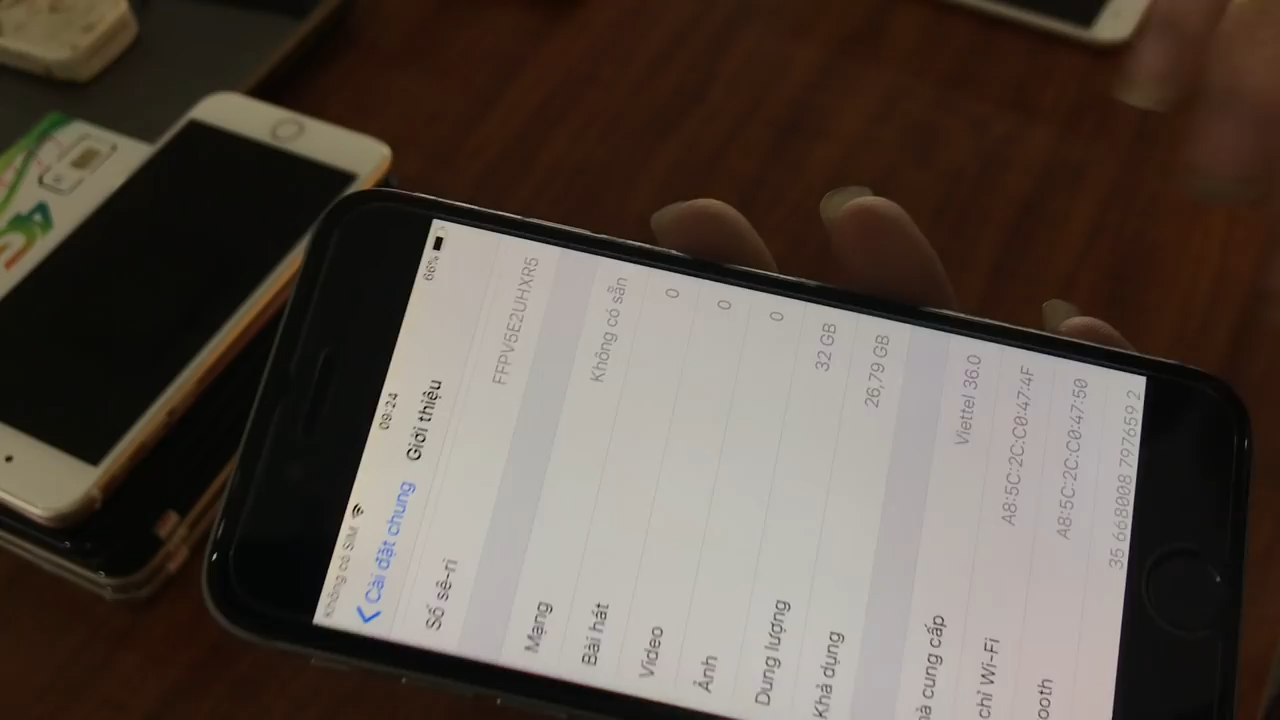 Không có SIM 09:24 66%
Cài đặt chung Giới thiệu
Số sê-ri FFPV5E2UHXR5
Mạng Không có sẵn
Bài hát 0
Video 0
Ảnh 0
Dung lượng 32 GB
Khả dụng 26,79 GB
à cung cấp Viettel 36.0
chỉ Wi-Fi A8:5C:2C:C0:47:4F
ooth A8:5C:2C:C0:47:50
35 668008 797659 2